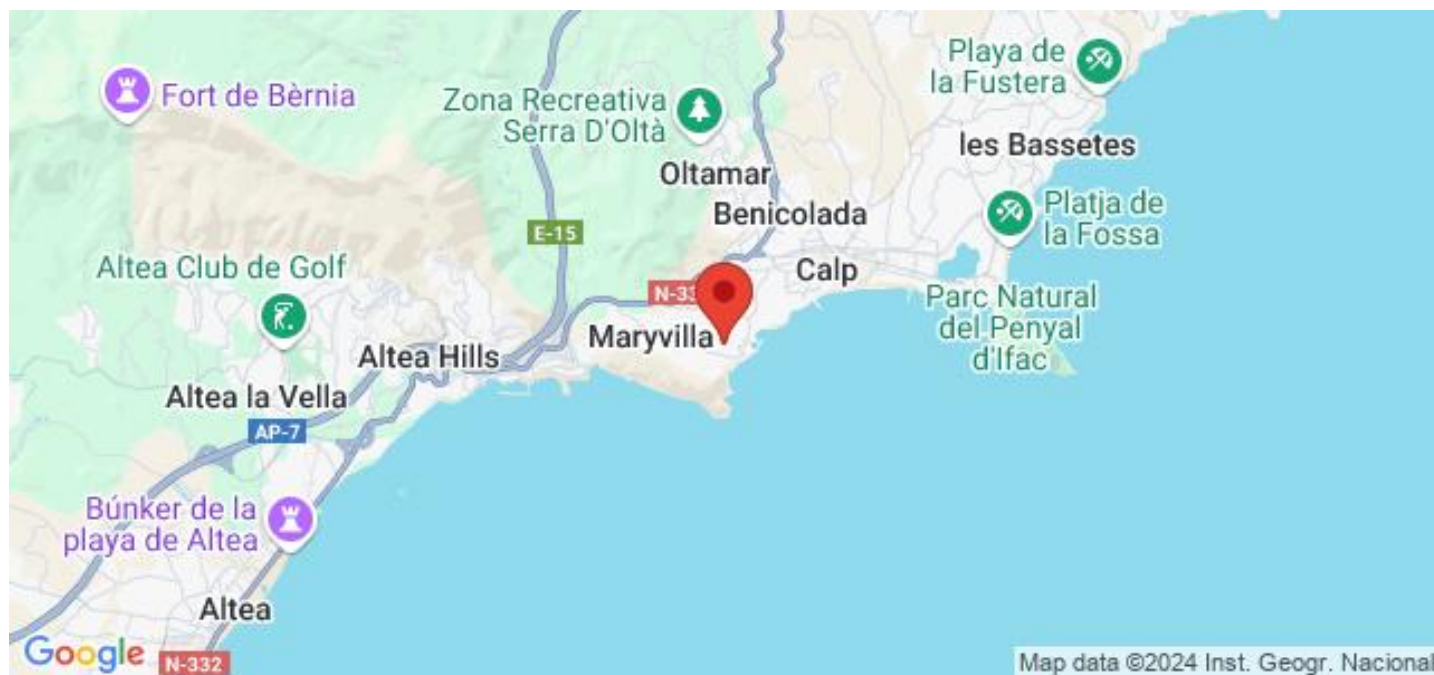 Playa de
la Fustera
Fort de Bèrnia
Zona Recreativa
Serra D'Oltà
les Bassetes
Oltamar
Benicolada
Platja de
la Fossa
E-15
Altea Club de Golf
Calp
N-33
Parc Natural
del Penyal
d'Ifac
Maryvilla
Altea Hills
Altea la Vella
AP-7
Búnker de la
playa de Altea
Altea
Google
N-332
Map data ©2024 Inst. Geogr. Nacional